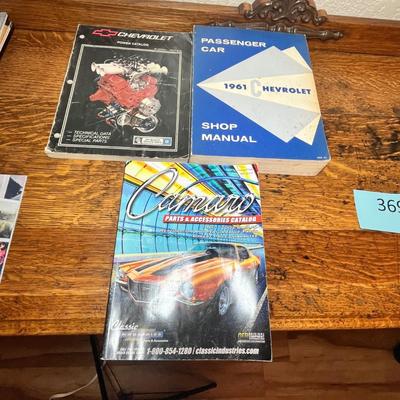 CHEVROLET
POWER CATALOG
TECHNICAL DATA
SPECIFICATIONS
SPECIAL PARTS
PASSENGER
CAR
1961 CHEVROLET
SHOP
MANUAL
Camaro
PARTS & ACCESSORIES CATALOG
Classic
INDUSTRIES
1-800-854-1280 / classicindustries.com
369